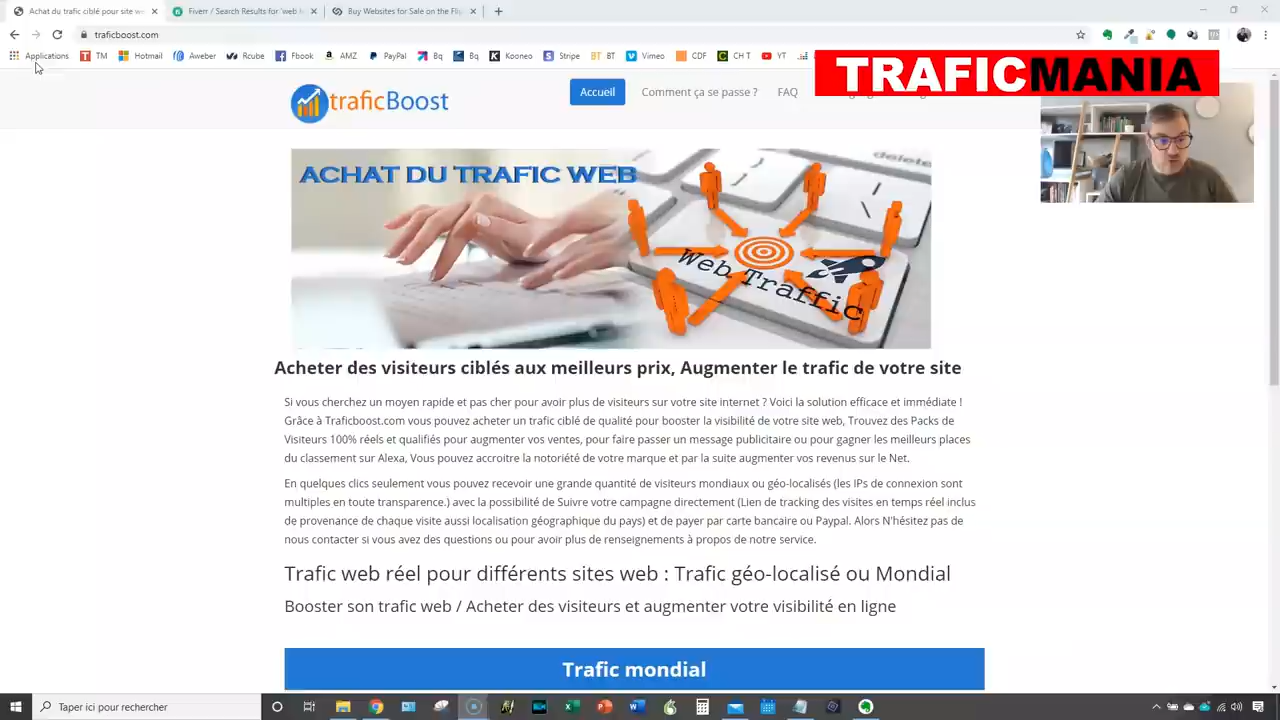 Achat du trafic ciblé pour site we
Fiverr / Search Results for 'web t
Buy Websites for Sale on the Flip
traficboost.com
Applications
TM
Hotmail
Aweber
Rcube
Fbook
AMZ
PayPal
Bq
Bq
Kooneo
Stripe
BT
BT
Vimeo
CDF
CH T
YT
TRAFICMANIA
traficBoost
Accueil
Comment ça se passe ?
FAQ
ACHAT DU TRAFIC WEB
delete
Web Traffic
Acheter des visiteurs ciblés aux meilleurs prix, Augmenter le trafic de votre site
Si vous cherchez un moyen rapide et pas cher pour avoir plus de visiteurs sur votre site internet ? Voici la solution efficace et immédiate !
Grâce à Traficboost.com vous pouvez acheter un trafic ciblé de qualité pour booster la visibilité de votre site web, Trouvez des Packs de
Visiteurs 100% réels et qualifiés pour augmenter vos ventes, pour faire passer un message publicitaire ou pour gagner les meilleurs places
du classement sur Alexa, Vous pouvez accroitre la notoriété de votre marque et par la suite augmenter vos revenus sur le Net.
En quelques clics seulement vous pouvez recevoir une grande quantité de visiteurs mondiaux ou géo-localisés (les IPs de connexion sont
multiples en toute transparence.) avec la possibilité de Suivre votre campagne directement (Lien de tracking des visites en temps réel inclus
de provenance de chaque visite aussi localisation géographique du pays) et de payer par carte bancaire ou Paypal. Alors N'hésitez pas de
nous contacter si vous avez des questions ou pour avoir plus de renseignements à propos de notre service.
Trafic web réel pour différents sites web : Trafic géo-localisé ou Mondial
Booster son trafic web / Acheter des visiteurs et augmenter votre visibilité en ligne
Trafic mondial
Taper ici pour rechercher